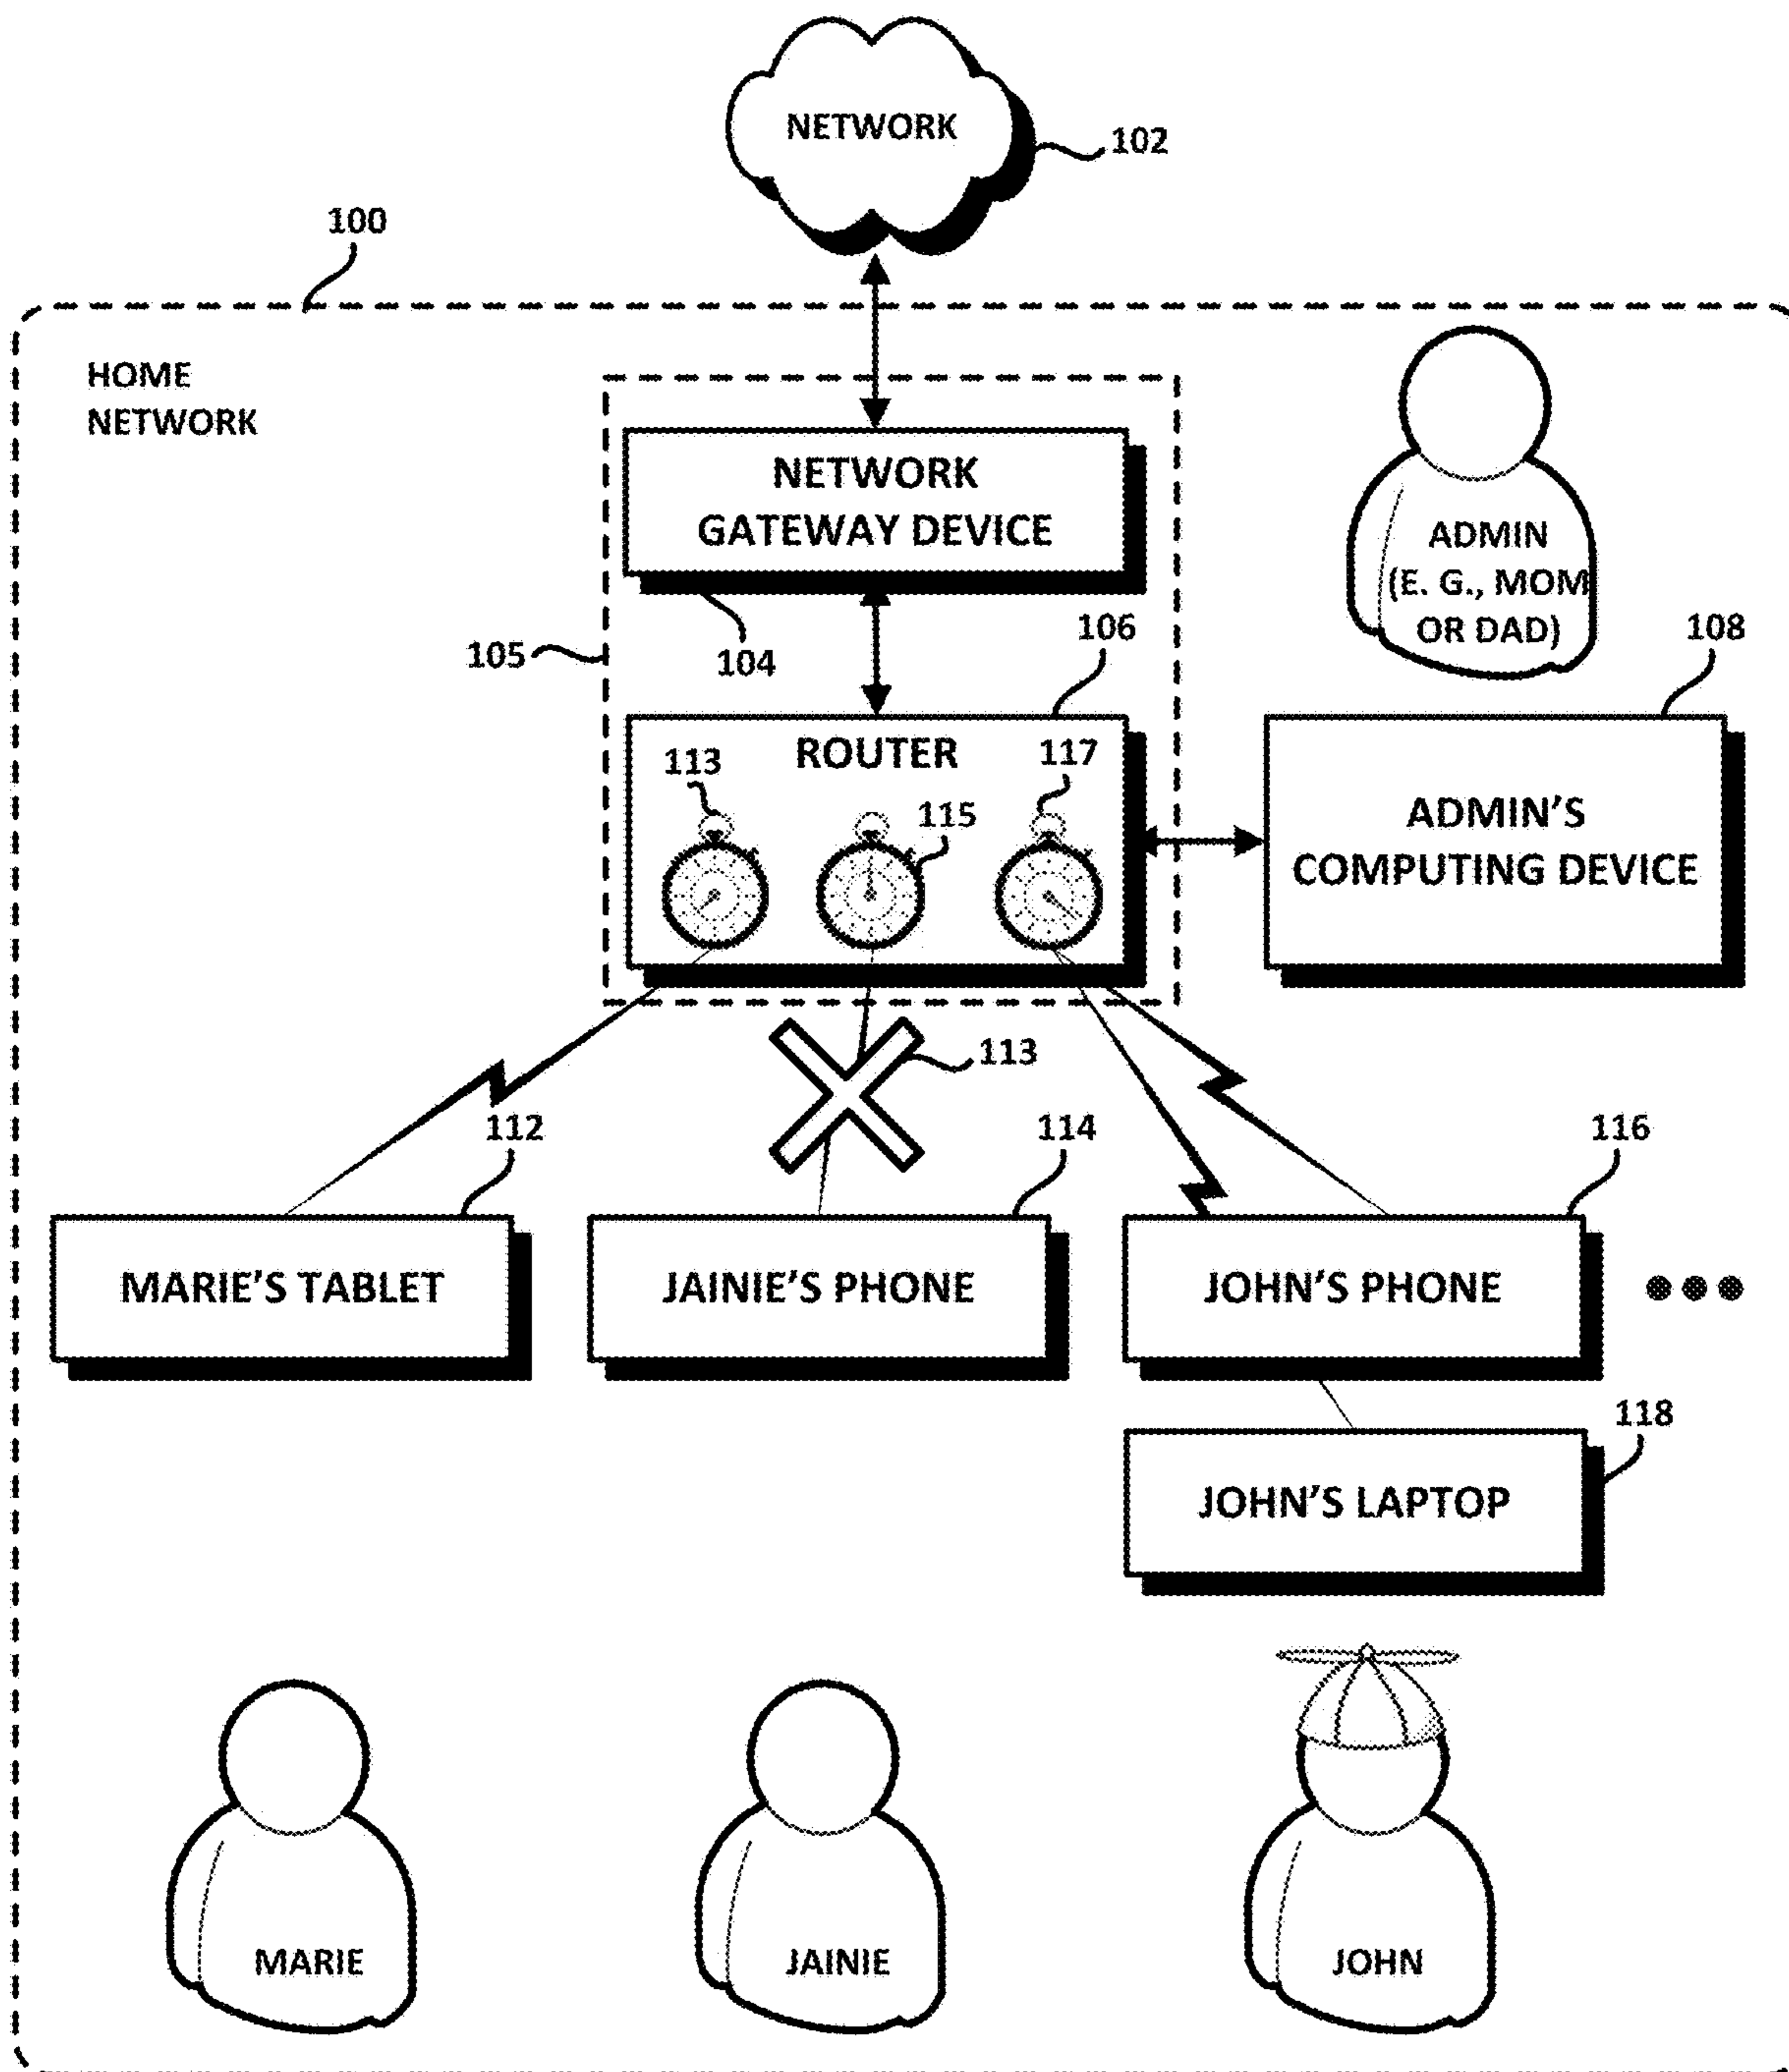 NETWORK
102
100
HOME
NETWORK
NETWORK
GATEWAY DEVICE
ADMIN
(E. G., MOM
OR DAD)
105
104
106
108
ROUTER
113
115
117
ADMIN'S
COMPUTING DEVICE
113
112
114
116
MARIE'S TABLET
JAINIE'S PHONE
JOHN'S PHONE
118
JOHN'S LAPTOP
MARIE
JAINIE
JOHN